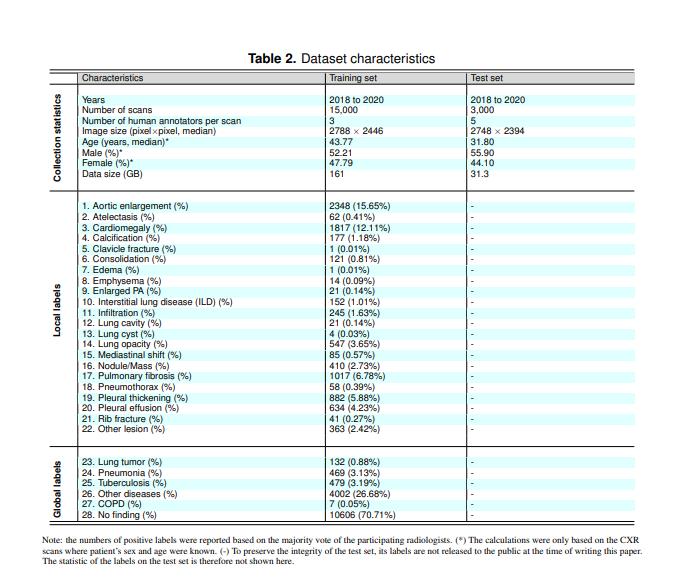 Table 2. Dataset characteristics
Characteristics Training set Test set
Collection statistics
Years 2018 to 2020 2018 to 2020
Number of scans 15,000 3,000
Number of human annotators per scan 3 5
Image size (pixel×pixel, median) 2788 × 2446 2748 × 2394
Age (years, median)* 43.77 31.80
Male (%)* 52.21 55.90
Female (%)* 47.79 44.10
Data size (GB) 161 31.3
Local labels
1. Aortic enlargement (%) 2348 (15.65%) -
2. Atelectasis (%) 62 (0.41%) -
3. Cardiomegaly (%) 1817 (12.11%) -
4. Calcification (%) 177 (1.18%) -
5. Clavicle fracture (%) 1 (0.01%) -
6. Consolidation (%) 121 (0.81%) -
7. Edema (%) 1 (0.01%) -
8. Emphysema (%) 14 (0.09%) -
9. Enlarged PA (%) 21 (0.14%) -
10. Interstitial lung disease (ILD) (%) 152 (1.01%) -
11. Infiltration (%) 245 (1.63%) -
12. Lung cavity (%) 21 (0.14%) -
13. Lung cyst (%) 4 (0.03%) -
14. Lung opacity (%) 547 (3.65%) -
15. Mediastinal shift (%) 85 (0.57%) -
16. Nodule/Mass (%) 410 (2.73%) -
17. Pulmonary fibrosis (%) 1017 (6.78%) -
18. Pneumothorax (%) 58 (0.39%) -
19. Pleural thickening (%) 882 (5.88%) -
20. Pleural effusion (%) 634 (4.23%) -
21. Rib fracture (%) 41 (0.27%) -
22. Other lesion (%) 363 (2.42%) -
Global labels
23. Lung tumor (%) 132 (0.88%) -
24. Pneumonia (%) 469 (3.13%) -
25. Tuberculosis (%) 479 (3.19%) -
26. Other diseases (%) 4002 (26.68%) -
27. COPD (%) 7 (0.05%) -
28. No finding (%) 10606 (70.71%) -
Note: the numbers of positive labels were reported based on the majority vote of the participating radiologists. (*) The calculations were only based on the CXR
scans where patient's sex and age were known. (-) To preserve the integrity of the test set, its labels are not released to the public at the time of writing this paper.
The statistic of the labels on the test set is therefore not shown here.